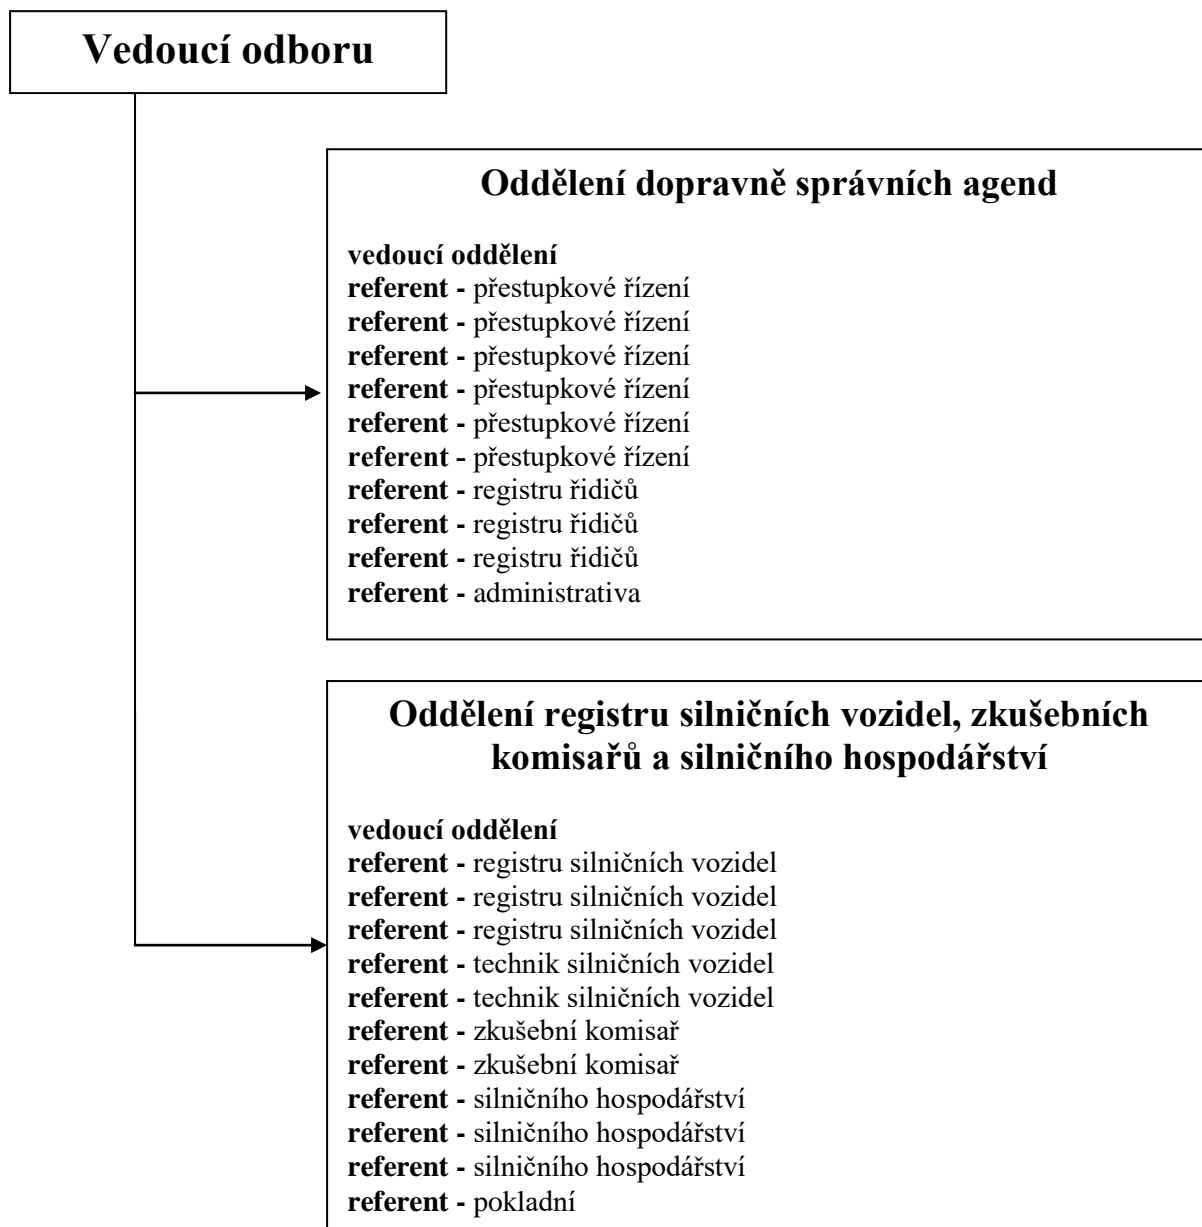 Vedoucí odboru
Oddělení dopravně správních agend
vedoucí oddělení
referent - přestupkové řízení
referent - přestupkové řízení
referent - přestupkové řízení
referent - přestupkové řízení
referent - přestupkové řízení
referent - přestupkové řízení
referent - registru řidičů
referent - registru řidičů
referent - registru řidičů
referent - administrativa
Oddělení registru silničních vozidel, zkušebních
komisařů a silničního hospodářství
vedoucí oddělení
referent - registru silničních vozidel
referent - registru silničních vozidel
referent - registru silničních vozidel
referent - technik silničních vozidel
referent - technik silničních vozidel
referent - zkušební komisař
referent - zkušební komisař
referent - silničního hospodářství
referent - silničního hospodářství
referent - silničního hospodářství
referent - pokladní